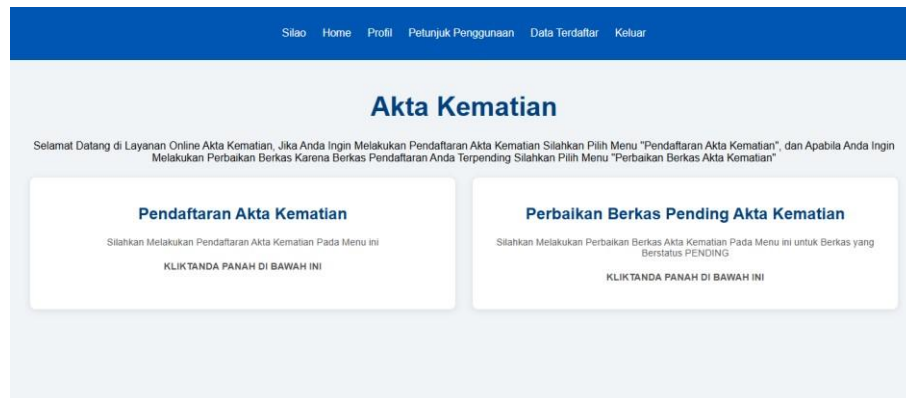 Silao Home Profil Petunjuk Penggunaan Data Terdaftar Keluar
Akta Kematian
Selamat Datang di Layanan Online Akta Kematian, Jika Anda Ingin Melakukan Pendaftaran Akta Kematian Silahkan Pilih Menu "Pendaftaran Akta Kematian", dan Apabila Anda Ingin
Melakukan Perbaikan Berkas Karena Berkas Pendaftaran Anda Terpending Silahkan Pilih Menu "Perbaikan Berkas Akta Kematian"
Pendaftaran Akta Kematian
Silahkan Melakukan Pendaftaran Akta Kematian Pada Menu ini
KLIK TANDA PANAH DI BAWAH INI
Perbaikan Berkas Pending Akta Kematian
Silahkan Melakukan Perbaikan Berkas Akta Kematian Pada Menu ini untuk Berkas yang
Berstatus PENDING
KLIK TANDA PANAH DI BAWAH INI